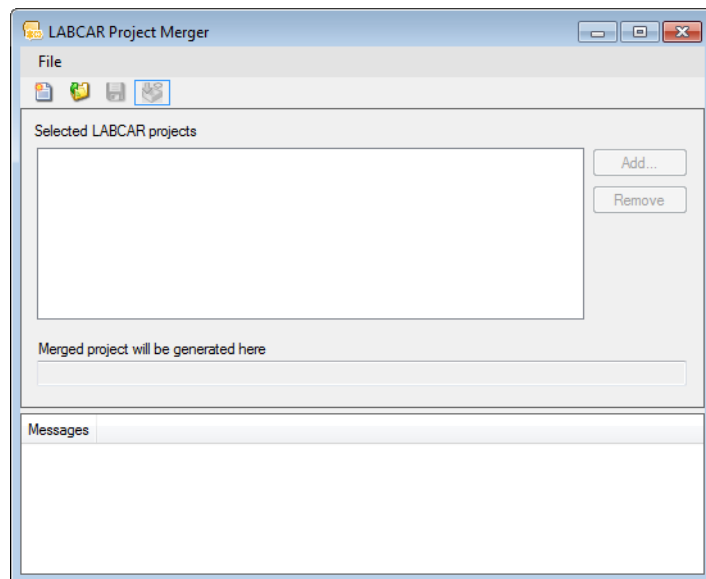 LABCAR Project Merger
File
Selected LABCAR projects
Add...
Remove
Merged project will be generated here
Messages